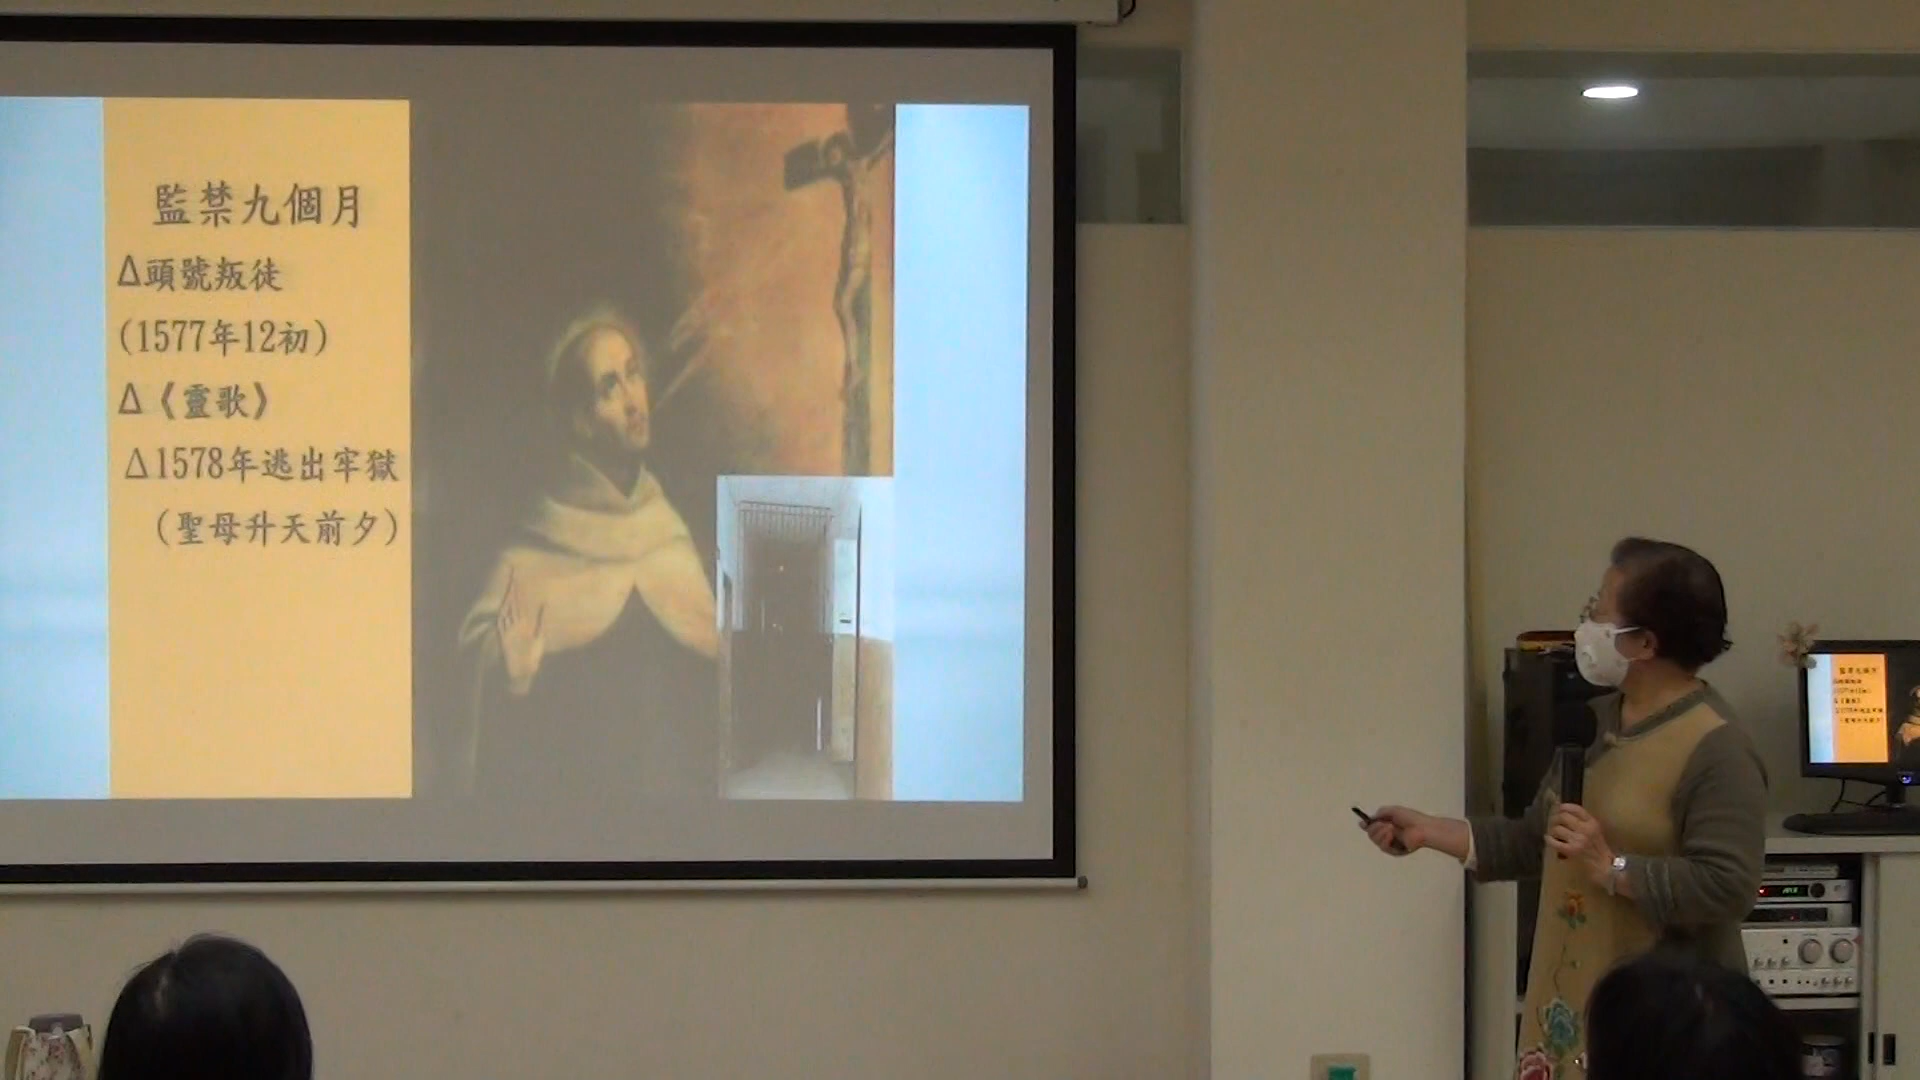 監禁九個月
Δ頭號叛徒
(1577年12初)
Δ《靈歌》
Δ1578年逃出牢獄
(聖母升天前夕)